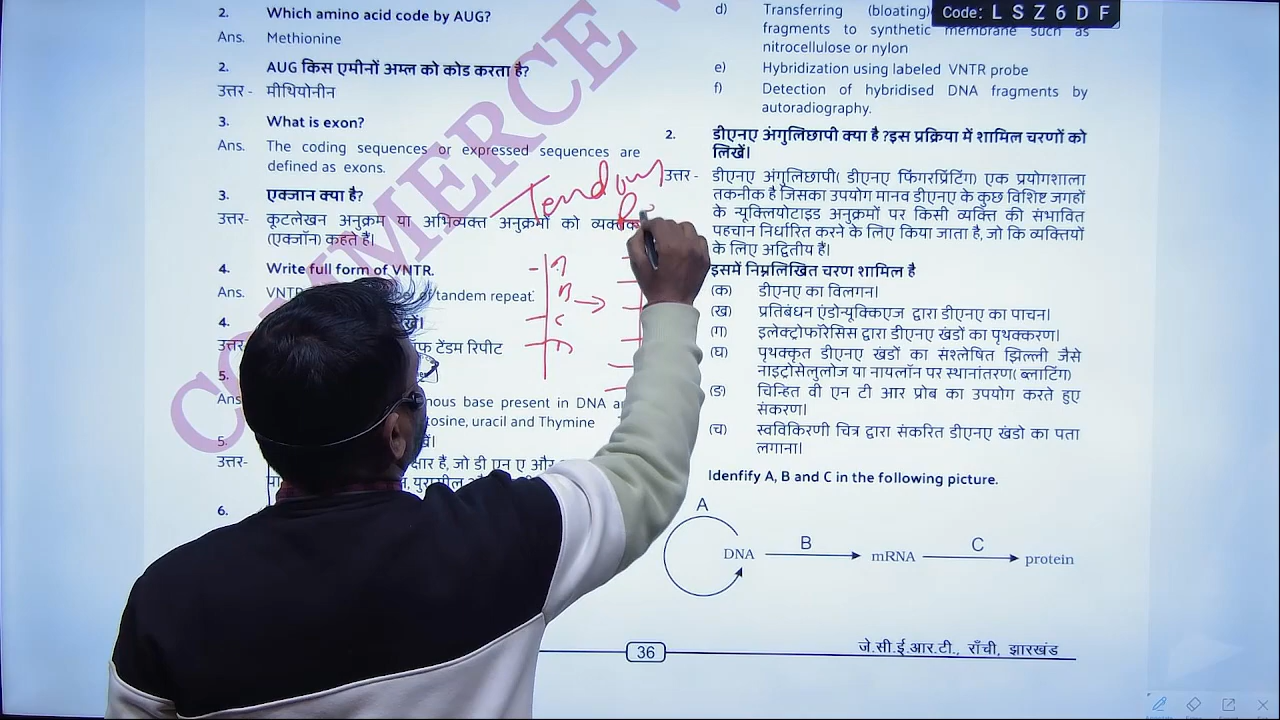 Code: L S Z 6 D F
2. Which amino acid code by AUG?
Ans. Methionine
2. AUG किस एमीनों अम्ल को कोड करता है?
उत्तर - मीथियोनीन
3. What is exon?
Ans. The coding sequences or expressed sequences are
defined as exons.
3. एक्जान क्या है?
उत्तर- कूटलेखन अनुक्रम या अभिव्यक्त अनुक्रमों को
(एक्जॉन) कहते हैं।
4. Write full form of VNTR.
Ans. VNTR tandem repeat.
4.
उत्तर टेंडम रिपीट
5.
Ans base present in DNA
uracil and Thymine
5.
उत्तर- क्षार हैं, जो डी एन ए और
6.
COMMERCE
d) Transferring (bloating)
fragments to synthetic membrane such as
nitrocellulose or nylon
e) Hybridization using labeled VNTR probe
f) Detection of hybridised DNA fragments by
autoradiography.
2. डीएनए अंगुलिछापी क्या है ?इस प्रक्रिया में शामिल चरणों को
लिखें।
उत्तर - डीएनए अंगुलिछापी( डीएनए फिंगरप्रिंटिंग) एक प्रयोगशाला
तकनीक है जिसका उपयोग मानव डीएनए के कुछ विशिष्ट जगहों
के न्यूक्लियोटाइड अनुक्रमों पर किसी व्यक्ति की संभावित
पहचान निर्धारित करने के लिए किया जाता है, जो कि व्यक्तियों
के लिए अद्वितीय हैं।
इसमें निम्नलिखित चरण शामिल है
(क) डीएनए का विलगन।
(ख) प्रतिबंधन एंडोन्यूक्किएज द्वारा डीएनए का पाचन।
(ग) इलेक्ट्रोफॉरेसिस द्वारा डीएनए खंडों का पृथक्करण।
(घ) पृथक्कृत डीएनए खंडों का संश्लेषित झिल्ली जैसे
नाइट्रोसेलुलोज या नायलॉन पर स्थानांतरण( ब्लाटिंग)
(ङ) चिन्हित वी एन टी आर प्रोब का उपयोग करते हुए
संकरण।
(च) स्वविकिरणी चित्र द्वारा संकरित डीएनए खंडो का पता
लगाना।
Idenfify A, B and C in the following picture.
A
B
C
DNA
mRNA
protein
36
जे.सी.ई.आर.टी., राँची, झारखंड